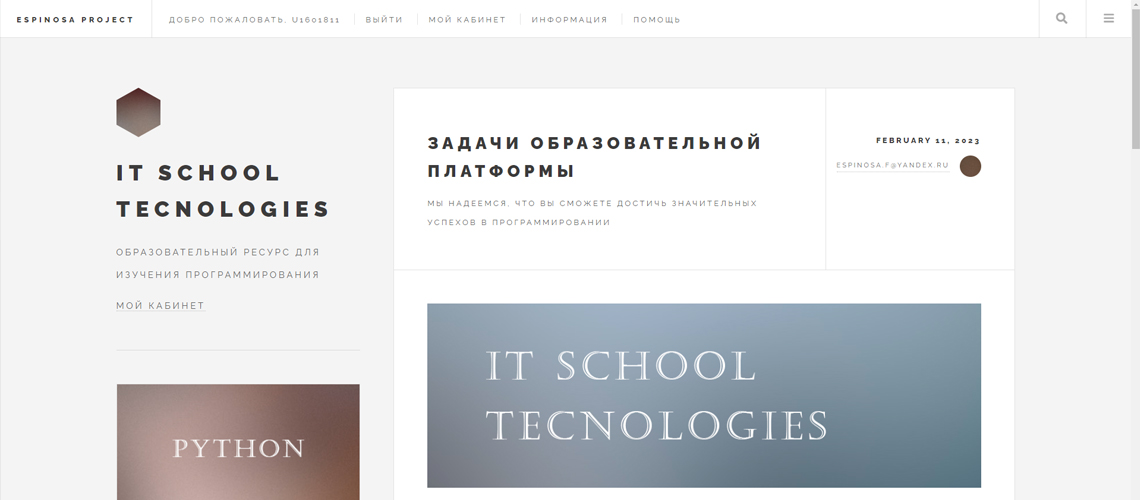 ESPINOSA PROJECT
ДОБРО ПОЖАЛОВАТЬ, U1601811
ВЫЙТИ
МОЙ КАБИНЕТ
ИНФОРМАЦИЯ
ПОМОЩЬ
IT SCHOOL
TECNOLOGIES
ОБРАЗОВАТЕЛЬНЫЙ РЕСУРС ДЛЯ
ИЗУЧЕНИЯ ПРОГРАММИРОВАНИЯ
МОЙ КАБИНЕТ
PYTHON
ЗАДАЧИ ОБРАЗОВАТЕЛЬНОЙ
ПЛАТФОРМЫ
МЫ НАДЕЕМСЯ, ЧТО ВЫ СМОЖЕТЕ ДОСТИЧЬ ЗНАЧИТЕЛЬНЫХ
УСПЕХОВ В ПРОГРАММИРОВАНИИ
FEBRUARY 11, 2023
ESPINOSA.F@YANDEX.RU
IT SCHOOL
TECNOLOGIES